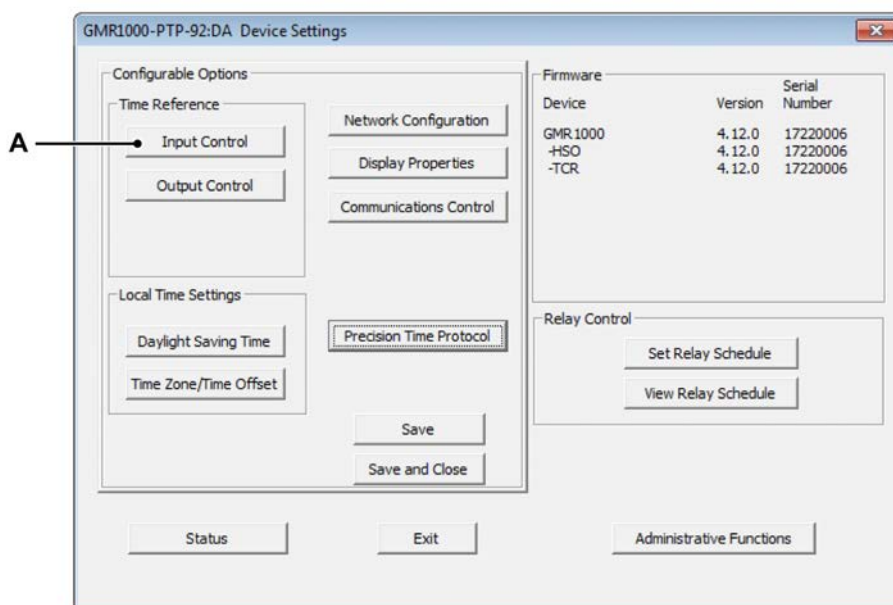 GMR1000-PTP-92:DA Device Settings
Configurable Options
Time Reference
A
Input Control
Output Control
Network Configuration
Display Properties
Communications Control
Local Time Settings
Daylight Saving Time
Time Zone/Time Offset
Precision Time Protocol
Save
Save and Close
Firmware
Device Version Serial Number
GMR1000 4.12.0 17220006
-HSO 4.12.0 17220006
-TCR 4.12.0 17220006
Relay Control
Set Relay Schedule
View Relay Schedule
Status
Exit
Administrative Functions